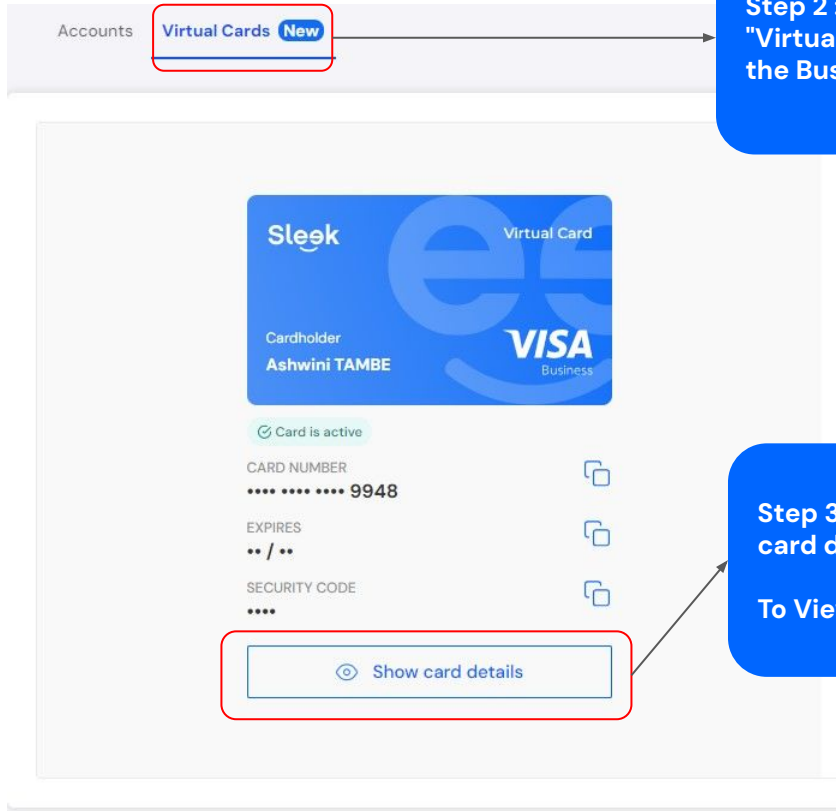 Accounts Virtual Cards New
Step 2 :
"Virtua
the Bus
Sleek Virtual Card
Cardholder
Ashwini TAMBE
VISA
Business
Card is active
CARD NUMBER
•••• •••• •••• 9948
EXPIRES
•• / ••
SECURITY CODE
••••
Show card details
Step 3
card d
To Vie